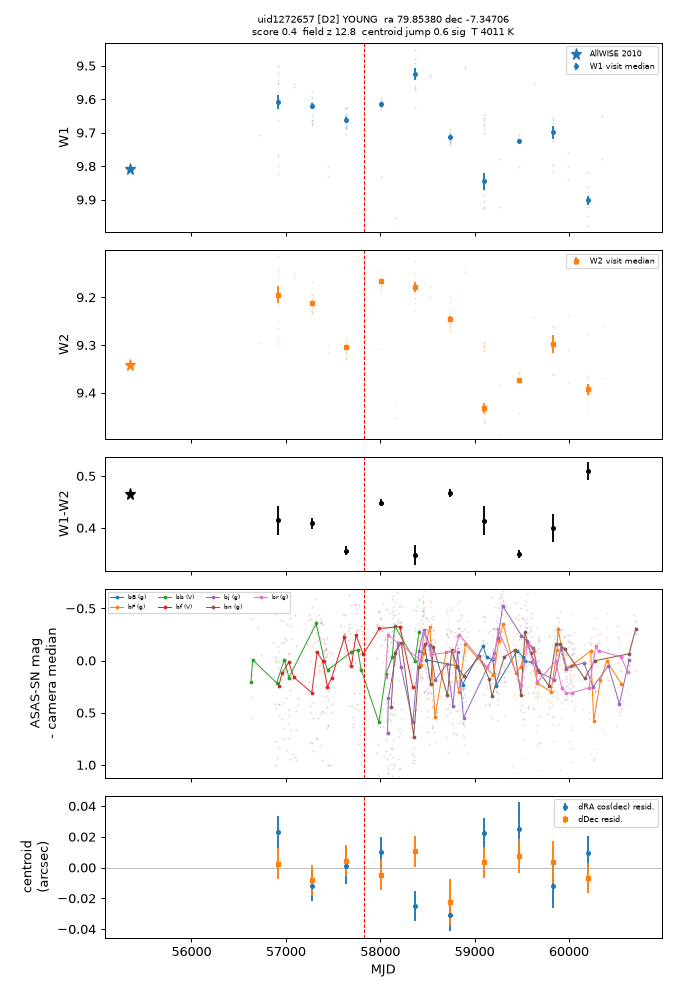 uid1272657 [D2] YOUNG ra 79.85380 dec -7.34706
score 0.4 field z 12.8 centroid jump 0.6 sig T 4011 K
W1
9.5
9.6
9.7
9.8
9.9
AllWISE 2010
W1 visit median
W2
9.2
9.3
9.4
W2 visit median
W1-W2
0.5
0.4
ASAS-SN mag
- camera median
−0.5
0.0
0.5
1.0
bB (g)
bF (g)
bb (V)
bf (V)
bj (g)
bn (g)
br (g)
centroid
(arcsec)
0.04
0.02
0.00
−0.02
−0.04
dRA cos(dec) resid.
dDec resid.
56000
57000
58000
59000
60000
MJD